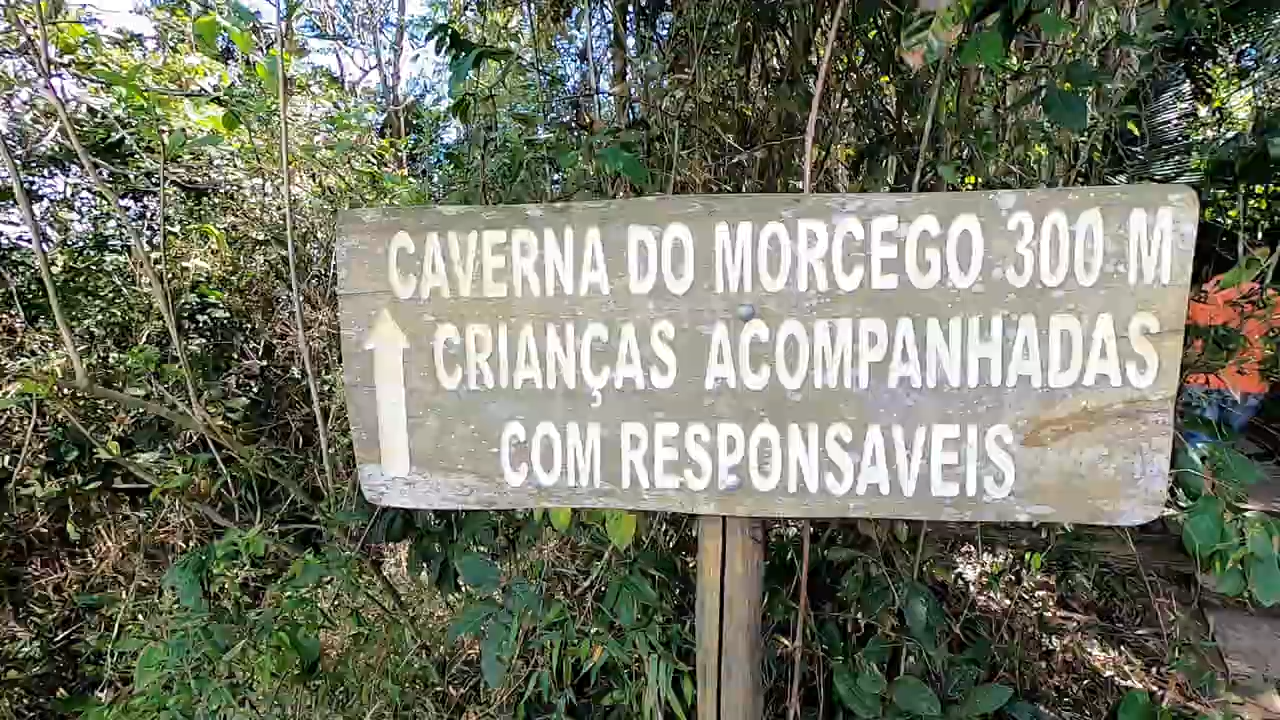 CAVERNA DO MORCEGO 300 M
CRIANÇAS ACOMPANHADAS
COM RESPONSAVEIS